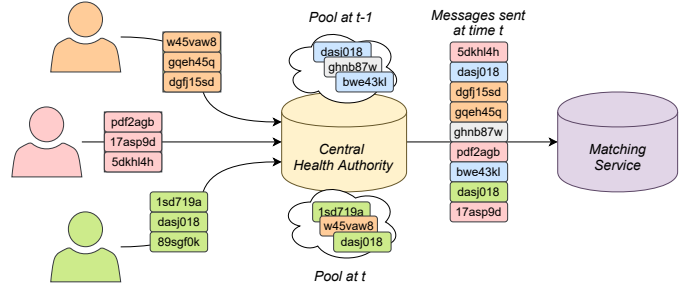 w45vaw8
gqeh45q
dgfj15sd
pdf2agb
17asp9d
5dkhl4h
1sd719a
dasj018
89sgf0k
Pool at t-1
dasj018
ghnb87w
bwe43kl
Central
Health Authority
1sd719a
w45vaw8
dasj018
Pool at t
Messages sent
at time t
5dkhl4h
dasj018
dgfj15sd
gqeh45q
ghnb87w
pdf2agb
bwe43kl
dasj018
17asp9d
Matching
Service